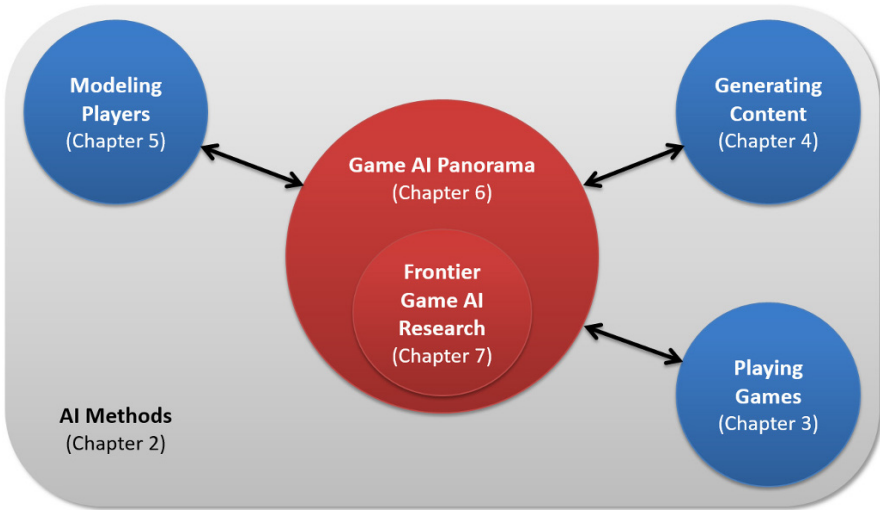 Modeling
Players
(Chapter 5)
Generating
Content
(Chapter 4)
Game AI Panorama
(Chapter 6)
Frontier
Game AI
Research
(Chapter 7)
Playing
Games
(Chapter 3)
AI Methods
(Chapter 2)